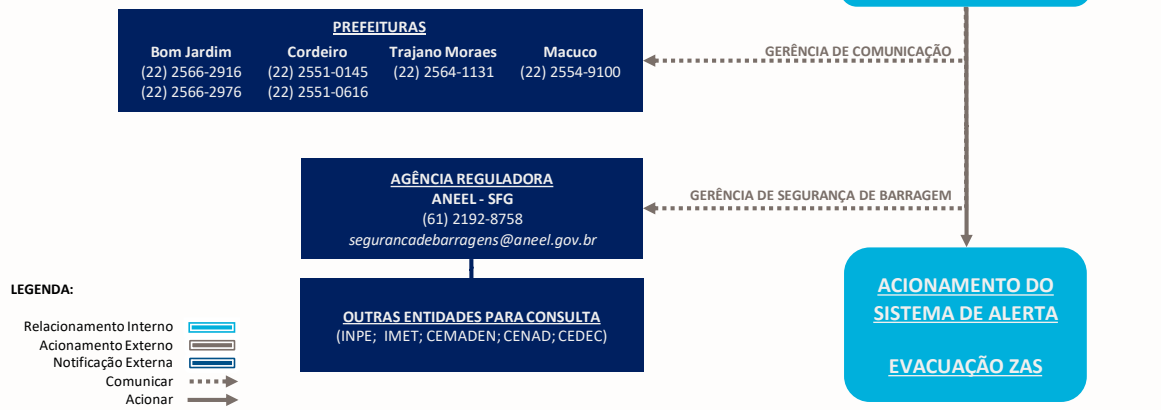 PREFEITURAS
Bom Jardim Cordeiro Trajano Moraes Macuco
(22) 2566-2916 (22) 2551-0145 (22) 2564-1131 (22) 2554-9100
(22) 2566-2976 (22) 2551-0616
GERÊNCIA DE COMUNICAÇÃO
AGÊNCIA REGULADORA
ANEEL - SFG
(61) 2192-8758
segurancadebarragens@aneel.gov.br
GERÊNCIA DE SEGURANÇA DE BARRAGEM
OUTRAS ENTIDADES PARA CONSULTA
(INPE; IMET; CEMADEN; CENAD; CEDEC)
ACIONAMENTO DO
SISTEMA DE ALERTA
EVACUAÇÃO ZAS
LEGENDA:
Relacionamento Interno
Acionamento Externo
Notificação Externa
Comunicar
Acionar